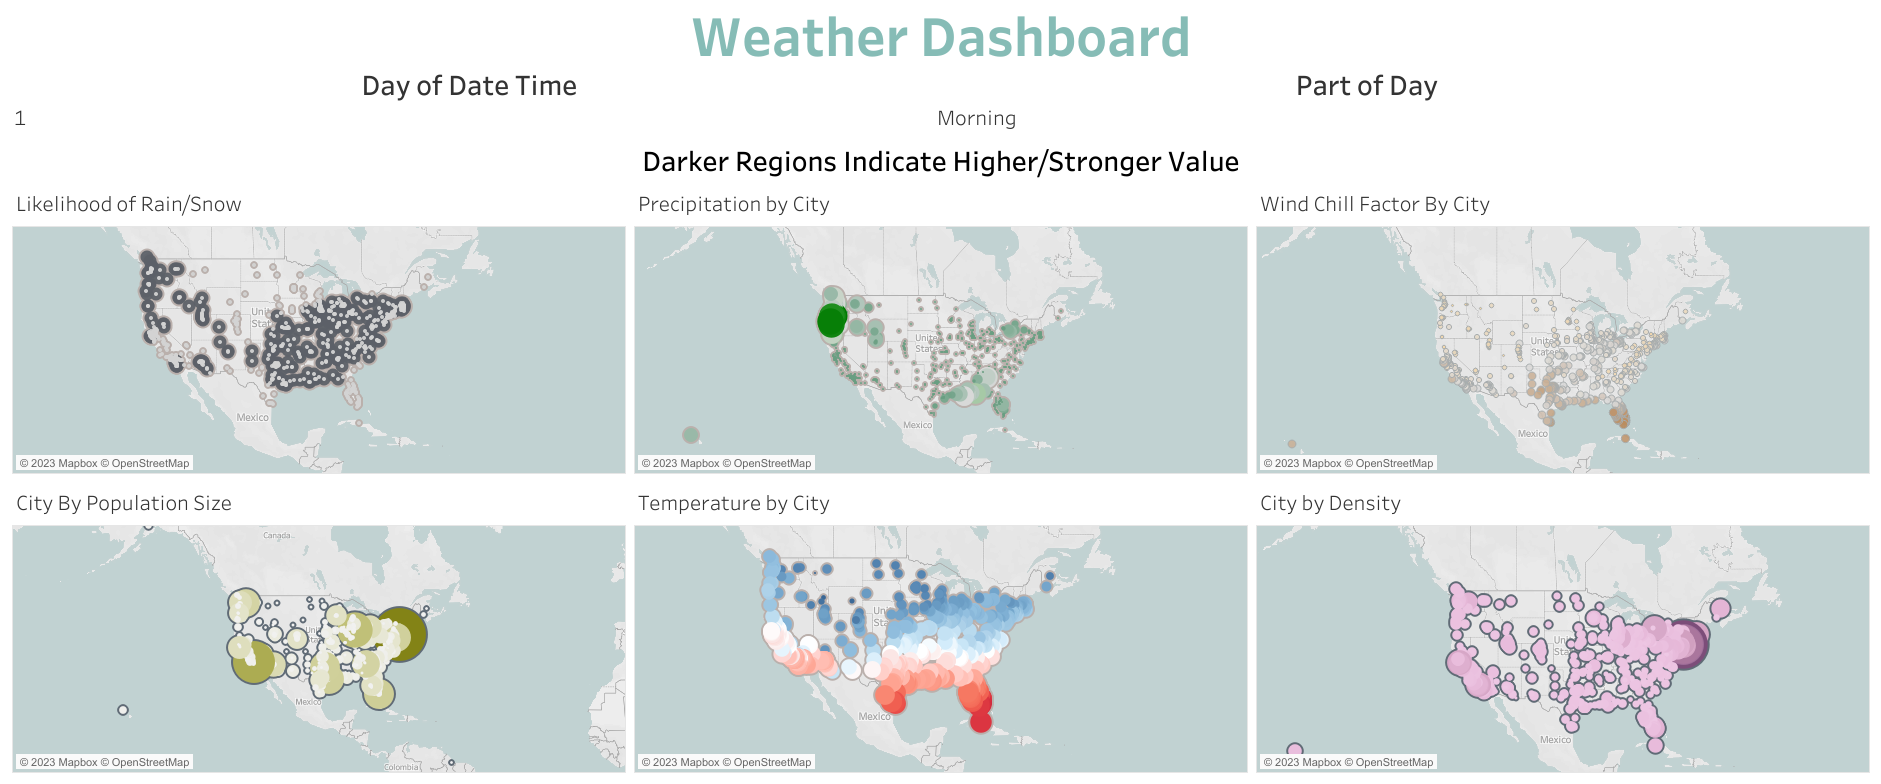 Weather Dashboard
Day of Date Time
Part of Day
1
Morning
Darker Regions Indicate Higher/Stronger Value
Likelihood of Rain/Snow
Precipitation by City
Wind Chill Factor By City
Mexico
© 2023 Mapbox © OpenStreetMap
United
States
Mexico
© 2023 Mapbox © OpenStreetMap
Mexico
© 2023 Mapbox © OpenStreetMap
City By Population Size
Temperature by City
City by Density
Canada
Mexico
Colombia
© 2023 Mapbox © OpenStreetMap
Mexico
© 2023 Mapbox © OpenStreetMap
Mexico
© 2023 Mapbox © OpenStreetMap